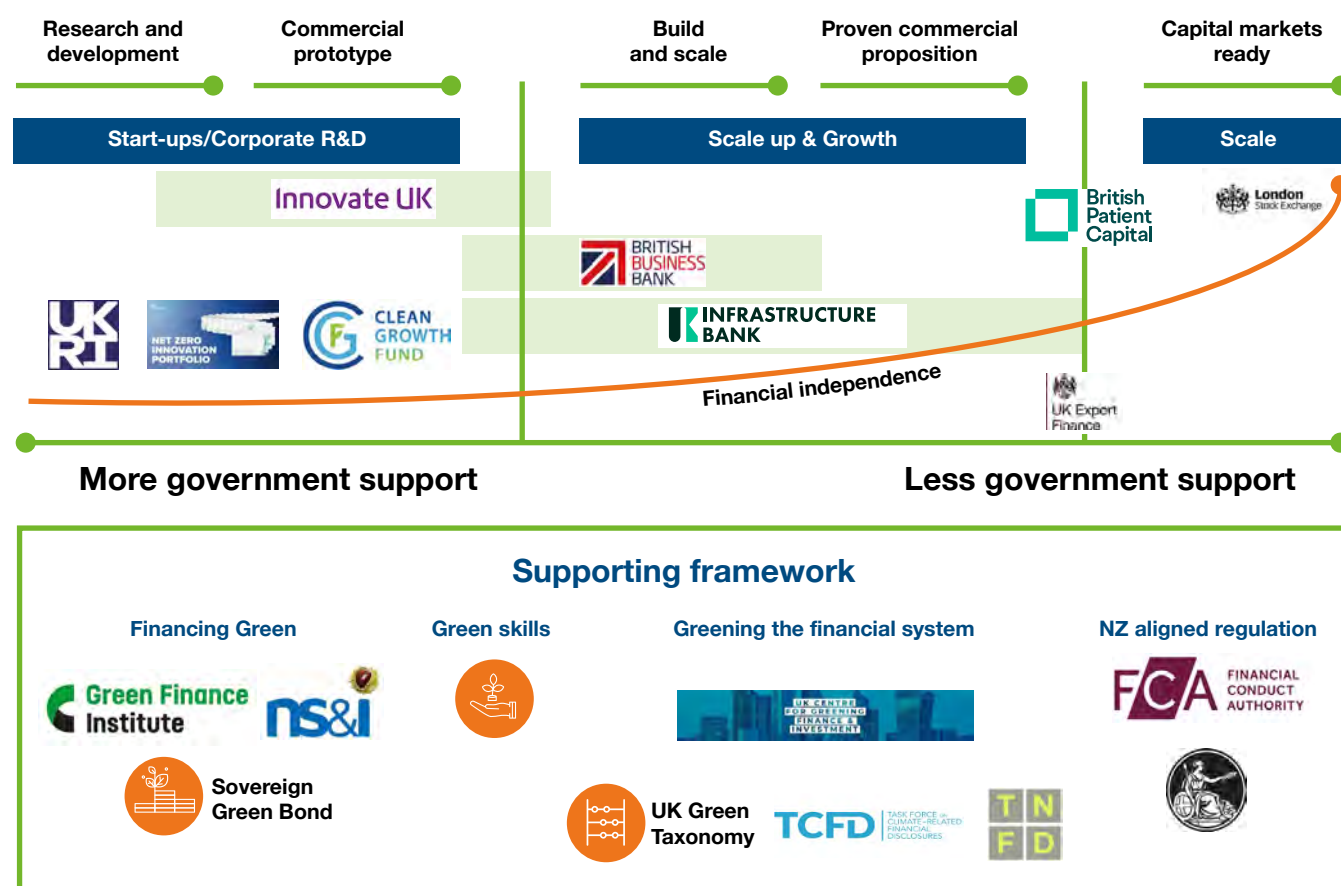 Research and
development
Commercial
prototype
Build
and scale
Proven commercial
proposition
Capital markets
ready
Start-ups/Corporate R&D
Scale up & Growth
Scale
Innovate UK
British
Patient
Capital
London
Stock Exchange
BRITISH
BUSINESS
BANK
UK
RI
NET ZERO
INNOVATION
PORTFOLIO
CGF
CLEAN
GROWTH
FUND
UK INFRASTRUCTURE
BANK
Financial independence
UK Export
Finance
More government support
Less government support
Supporting framework
Financing Green
Green skills
Greening the financial system
NZ aligned regulation
Green Finance
Institute
ns&i
UK CENTRE
FOR GREENING
FINANCE &
INVESTMENT
FCA
FINANCIAL
CONDUCT
AUTHORITY
Sovereign
Green Bond
UK Green
Taxonomy
TCFD
TASK FORCE on
CLIMATE-RELATED
FINANCIAL
DISCLOSURES
T N
F D